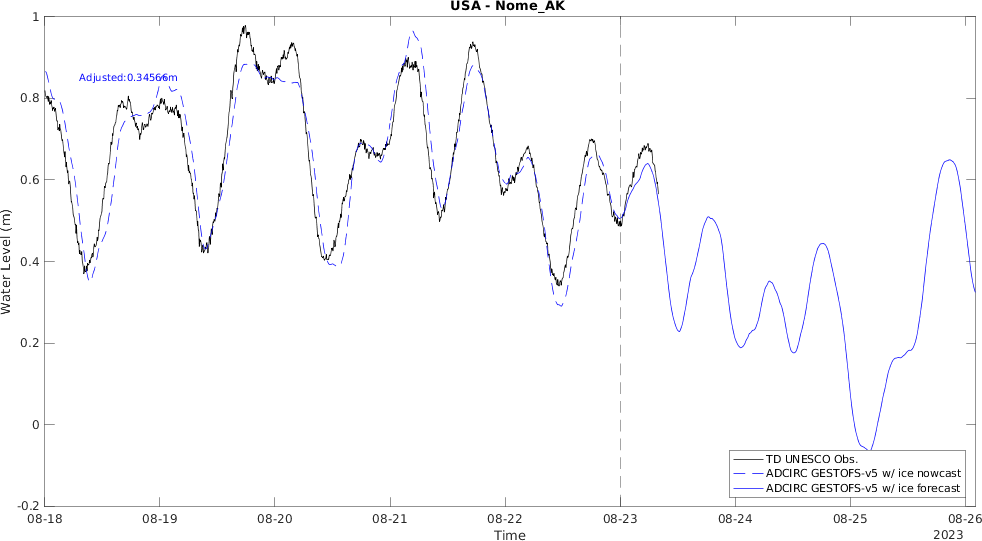 USA - Nome_AK
Adjusted:0.34566m
Water Level (m)
1
0.8
0.6
0.4
0.2
0
-0.2
TD UNESCO Obs.
ADCIRC GESTOFS-v5 w/ ice nowcast
ADCIRC GESTOFS-v5 w/ ice forecast
08-18 08-19 08-20 08-21 08-22 08-23 08-24 08-25 08-26
Time
2023